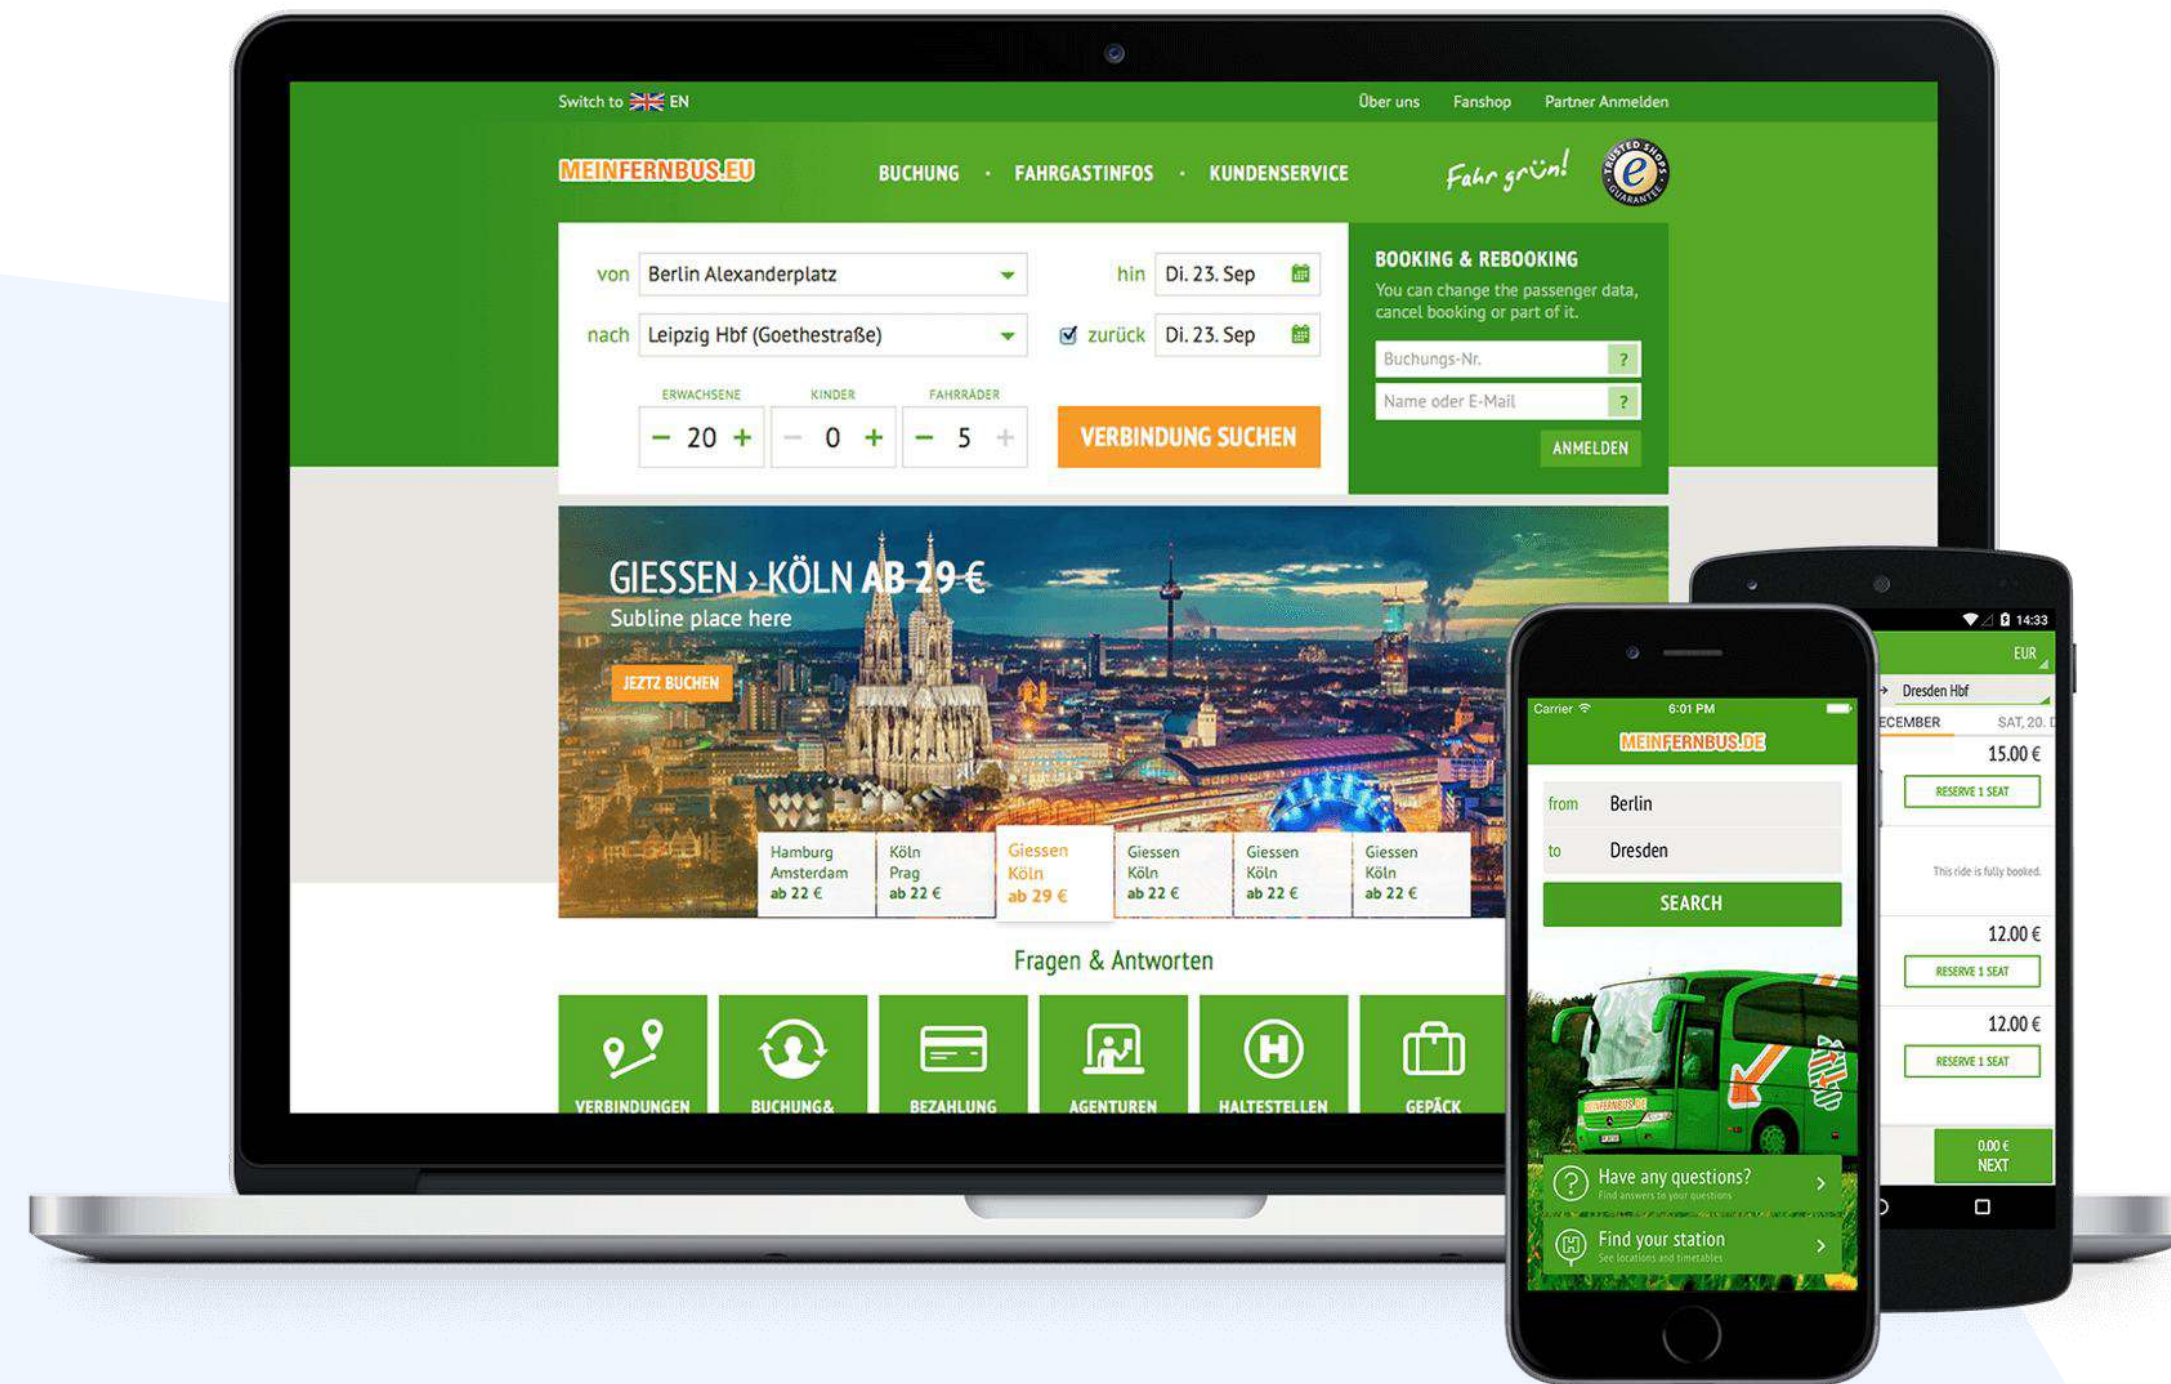 Switch to EN
Über uns Fanshop Partner Anmelden
MEINFERNBUS.EU
BUCHUNG · FAHRGASTINFOS · KUNDENSERVICE
Fahr grün!
TRUSTED SHOPS
e
GUARANTEE
von Berlin Alexanderplatz
hin Di. 23. Sep
nach Leipzig Hbf (Goethestraße)
zurück Di. 23. Sep
ERWACHSENE KINDER FAHRRÄDER
− 20 + − 0 + − 5 +
VERBINDUNG SUCHEN
BOOKING & REBOOKING
You can change the passenger data,
cancel booking or part of it.
Buchungs-Nr. ?
Name oder E-Mail ?
ANMELDEN
GIESSEN › KÖLN AB 29 €
Subline place here
JEZTZ BUCHEN
Hamburg
Amsterdam
ab 22 €
Köln
Prag
ab 22 €
Giessen
Köln
ab 29 €
Giessen
Köln
ab 22 €
Giessen
Köln
ab 22 €
Giessen
Köln
ab 22 €
Fragen & Antworten
VERBINDUNGEN
BUCHUNG&
BEZAHLUNG
AGENTUREN
H
HALTESTELLEN
GEPÄCK
Carrier 6:01 PM
MEINFERNBUS.DE
from Berlin
to Dresden
SEARCH
MEINFERNBUS.DE
? Have any questions?
Find answers to your questions
H Find your station
See locations and timetables
14:33
EUR
→ Dresden Hbf
ECEMBER SAT, 20. D
15.00 €
RESERVE 1 SEAT
This ride is fully booked.
12.00 €
RESERVE 1 SEAT
12.00 €
RESERVE 1 SEAT
0.00 €
NEXT